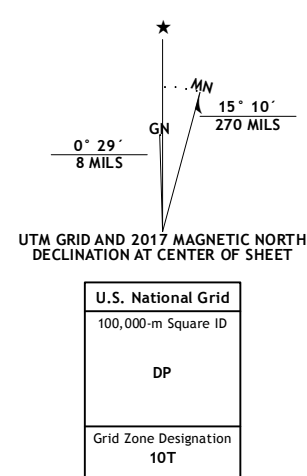 ★
MN
GN
15° 10´
270 MILS
0° 29´
8 MILS
UTM GRID AND 2017 MAGNETIC NORTH
DECLINATION AT CENTER OF SHEET
U.S. National Grid
100,000-m Square ID
DP
Grid Zone Designation
10T